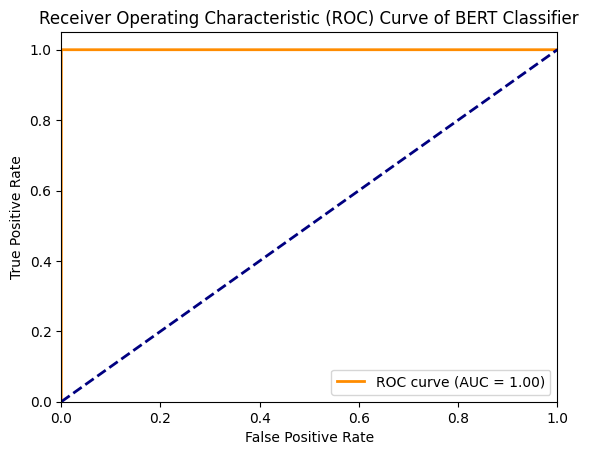 Receiver Operating Characteristic (ROC) Curve of BERT Classifier
1.0
0.8
0.6
0.4
0.2
0.0
True Positive Rate
ROC curve (AUC = 1.00)
0.0 0.2 0.4 0.6 0.8 1.0
False Positive Rate